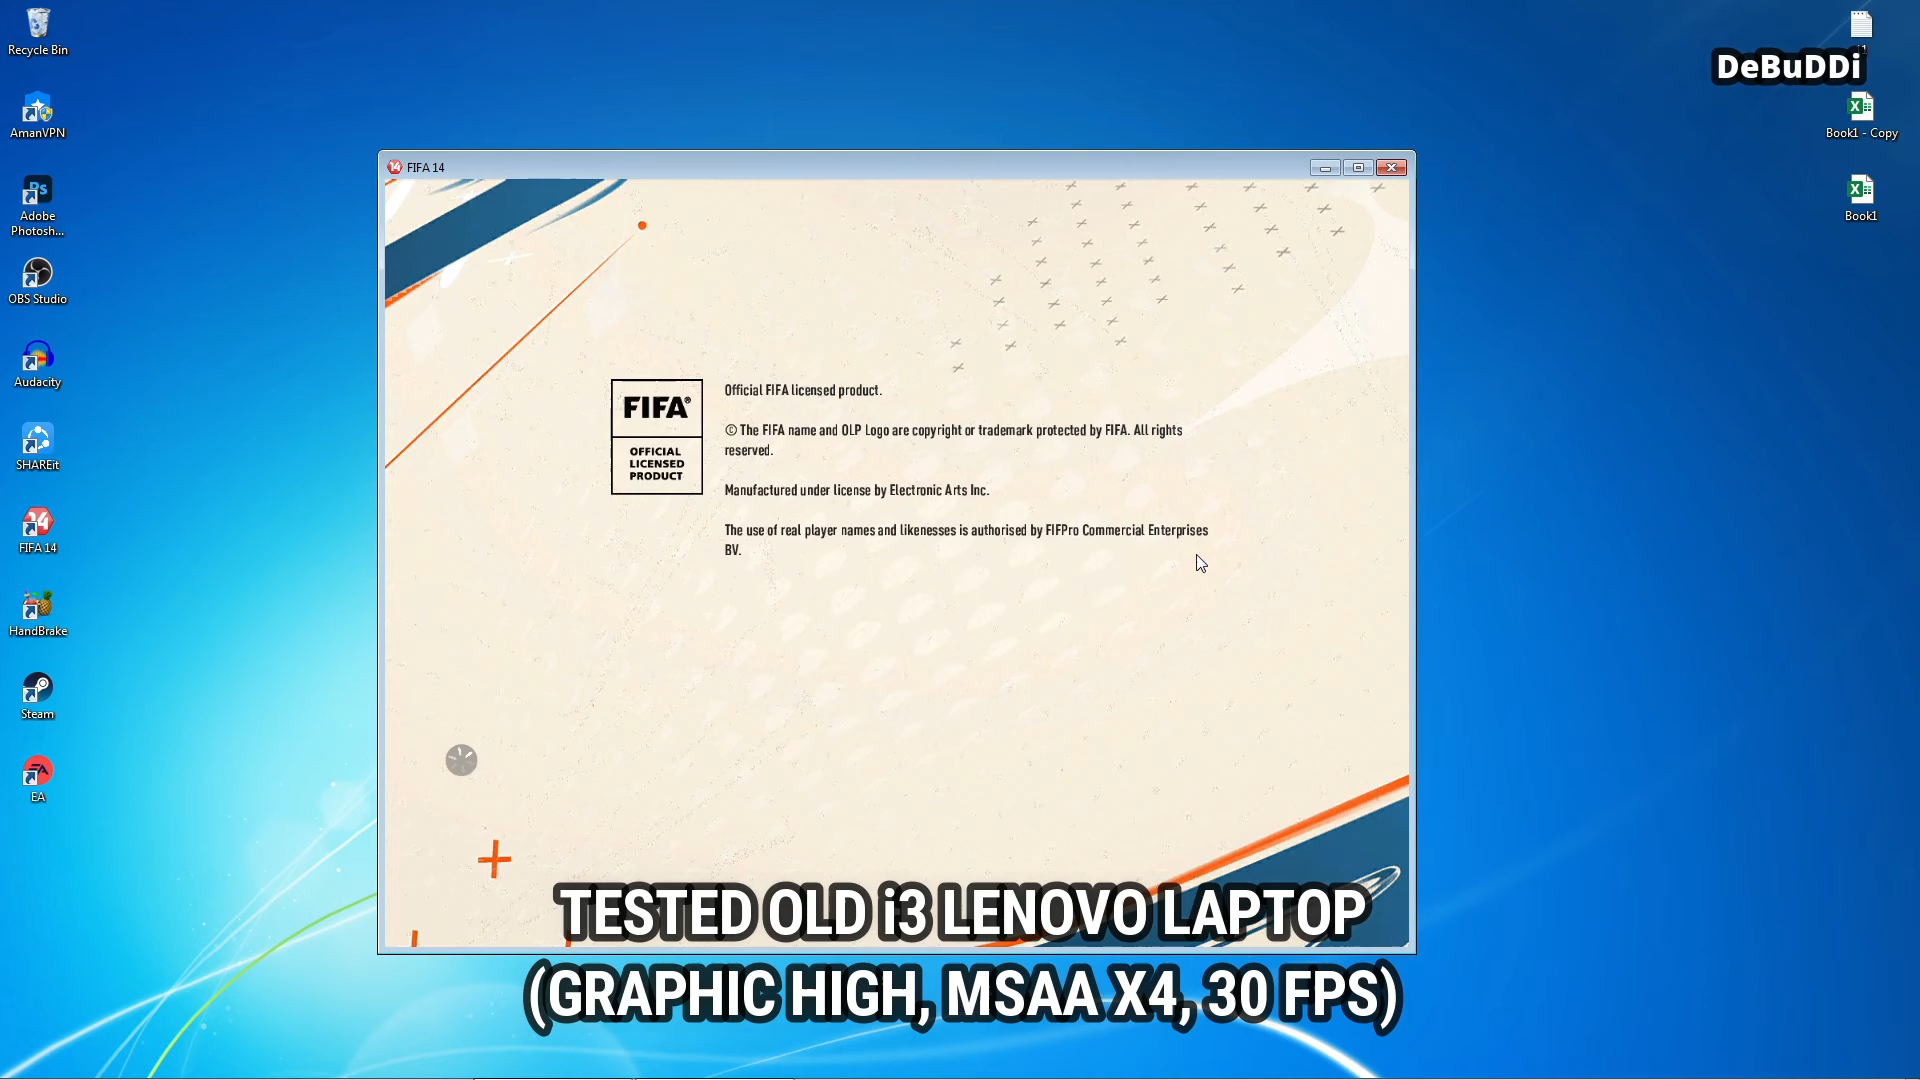 Recycle Bin
AmanVPN
Adobe
Photosh...
Ps
OBS Studio
Audacity
SHAREit
14
FIFA 14
HandBrake
Steam
EA
DeBuDDi
Book1 - Copy
Book1
14 FIFA 14
FIFA®
OFFICIAL
LICENSED
PRODUCT
Official FIFA licensed product.
© The FIFA name and OLP Logo are copyright or trademark protected by FIFA. All rights
reserved.
Manufactured under license by Electronic Arts Inc.
The use of real player names and likenesses is authorised by FIFPro Commercial Enterprises
BV.
TESTED OLD i3 LENOVO LAPTOP
(GRAPHIC HIGH, MSAA X4, 30 FPS)